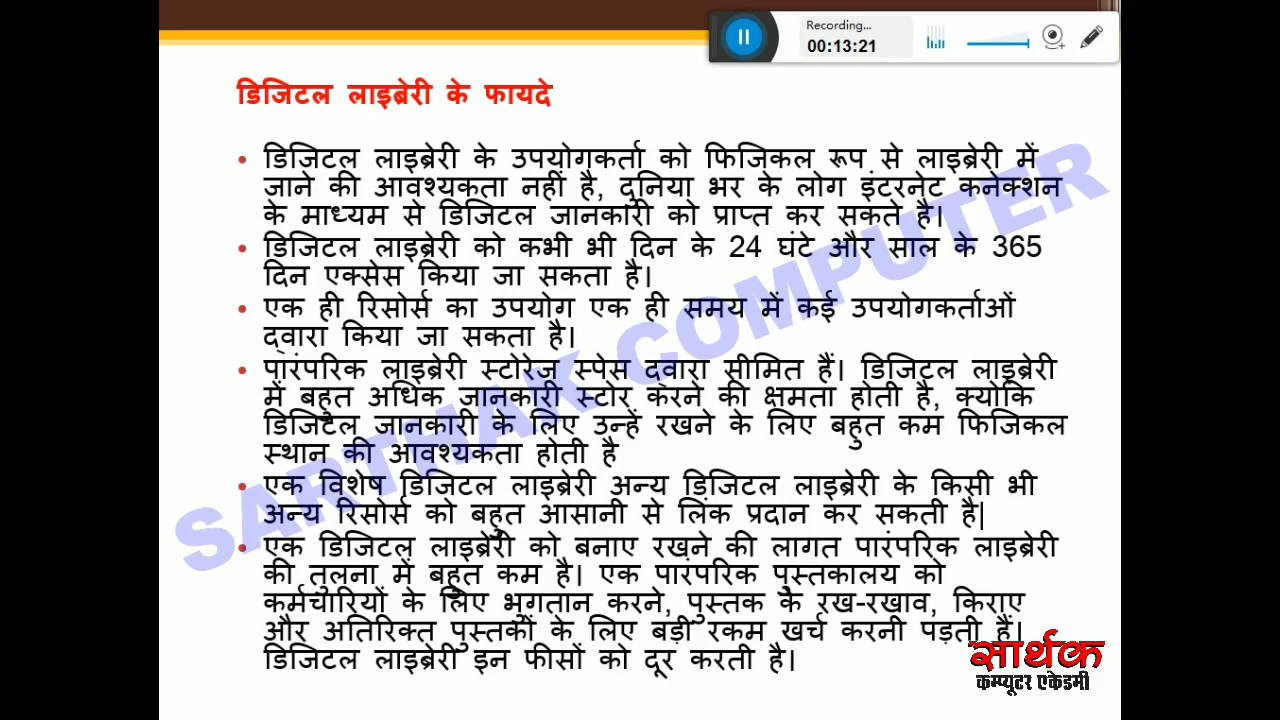 Recording...
00:13:21
डिजिटल लाइब्रेरी के फायदे
• डिजिटल लाइब्रेरी के उपयोगकर्ता को फिजिकल रूप से लाइब्रेरी में
जाने की आवश्यकता नहीं है, दुनिया भर के लोग इंटरनेट कनेक्शन
के माध्यम से डिजिटल जानकारी को प्राप्त कर सकते है।
• डिजिटल लाइब्रेरी को कभी भी दिन के 24 घंटे और साल के 365
दिन एक्सेस किया जा सकता है।
• एक ही रिसोर्स का उपयोग एक ही समय में कई उपयोगकर्ताओं
द्वारा किया जा सकता है।
• पारंपरिक लाइब्रेरी स्टोरेज स्पेस द्वारा सीमित हैं। डिजिटल लाइब्रेरी
में बहुत अधिक जानकारी स्टोर करने की क्षमता होती है, क्योकि
डिजिटल जानकारी के लिए उन्हें रखने के लिए बहुत कम फिजिकल
स्थान की आवश्यकता होती है
• एक विशेष डिजिटल लाइब्रेरी अन्य डिजिटल लाइब्रेरी के किसी भी
अन्य रिसोर्स को बहुत आसानी से लिंक प्रदान कर सकती है|
• एक डिजिटल लाइब्रेरी को बनाए रखने की लागत पारंपरिक लाइब्रेरी
की तुलना में बहुत कम है। एक पारंपरिक पुस्तकालय को
कर्मचारियों के लिए भुगतान करने, पुस्तक के रख-रखाव, किराए
और अतिरिक्त पुस्तकों के लिए बड़ी रकम खर्च करनी पड़ती हैं।
डिजिटल लाइब्रेरी इन फीसों को दूर करती है।
SARTHAK COMPUTER
सार्थक
कम्प्यूटर एकेडमी